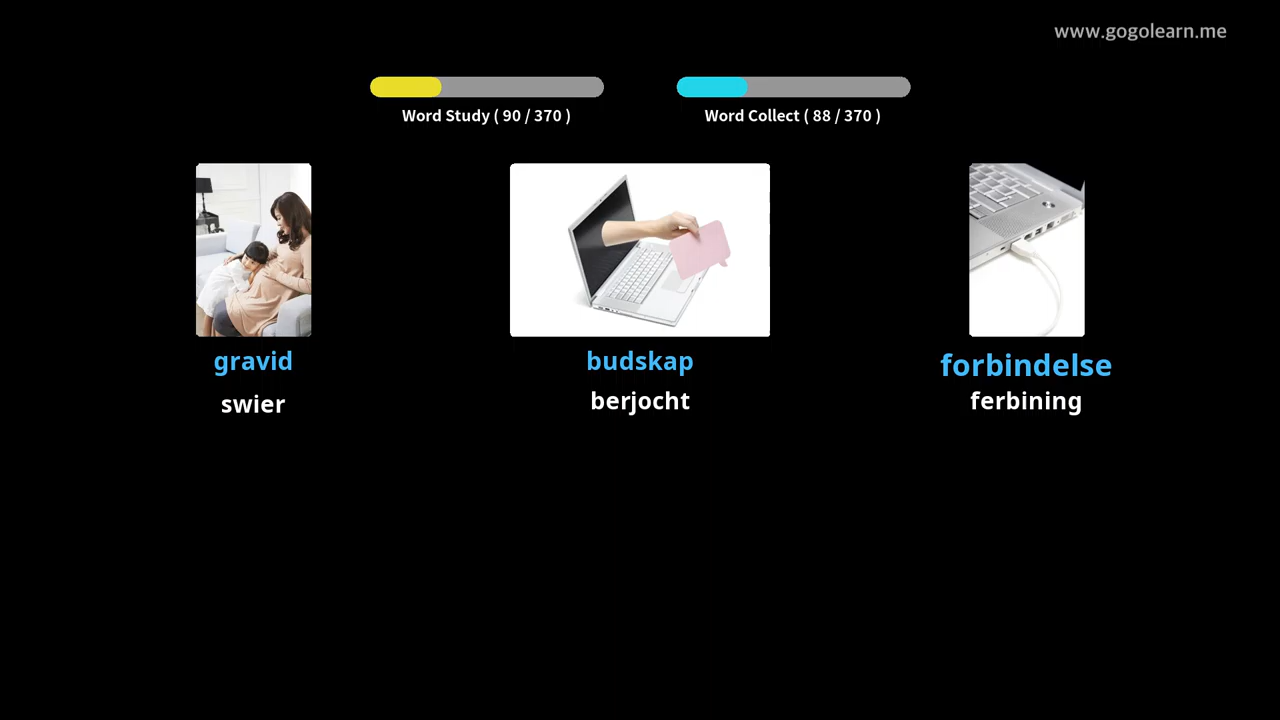 www.gogolearn.me
Word Study ( 90 / 370 )
Word Collect ( 88 / 370 )
gravid
swier
budskap
berjocht
forbindelse
ferbining